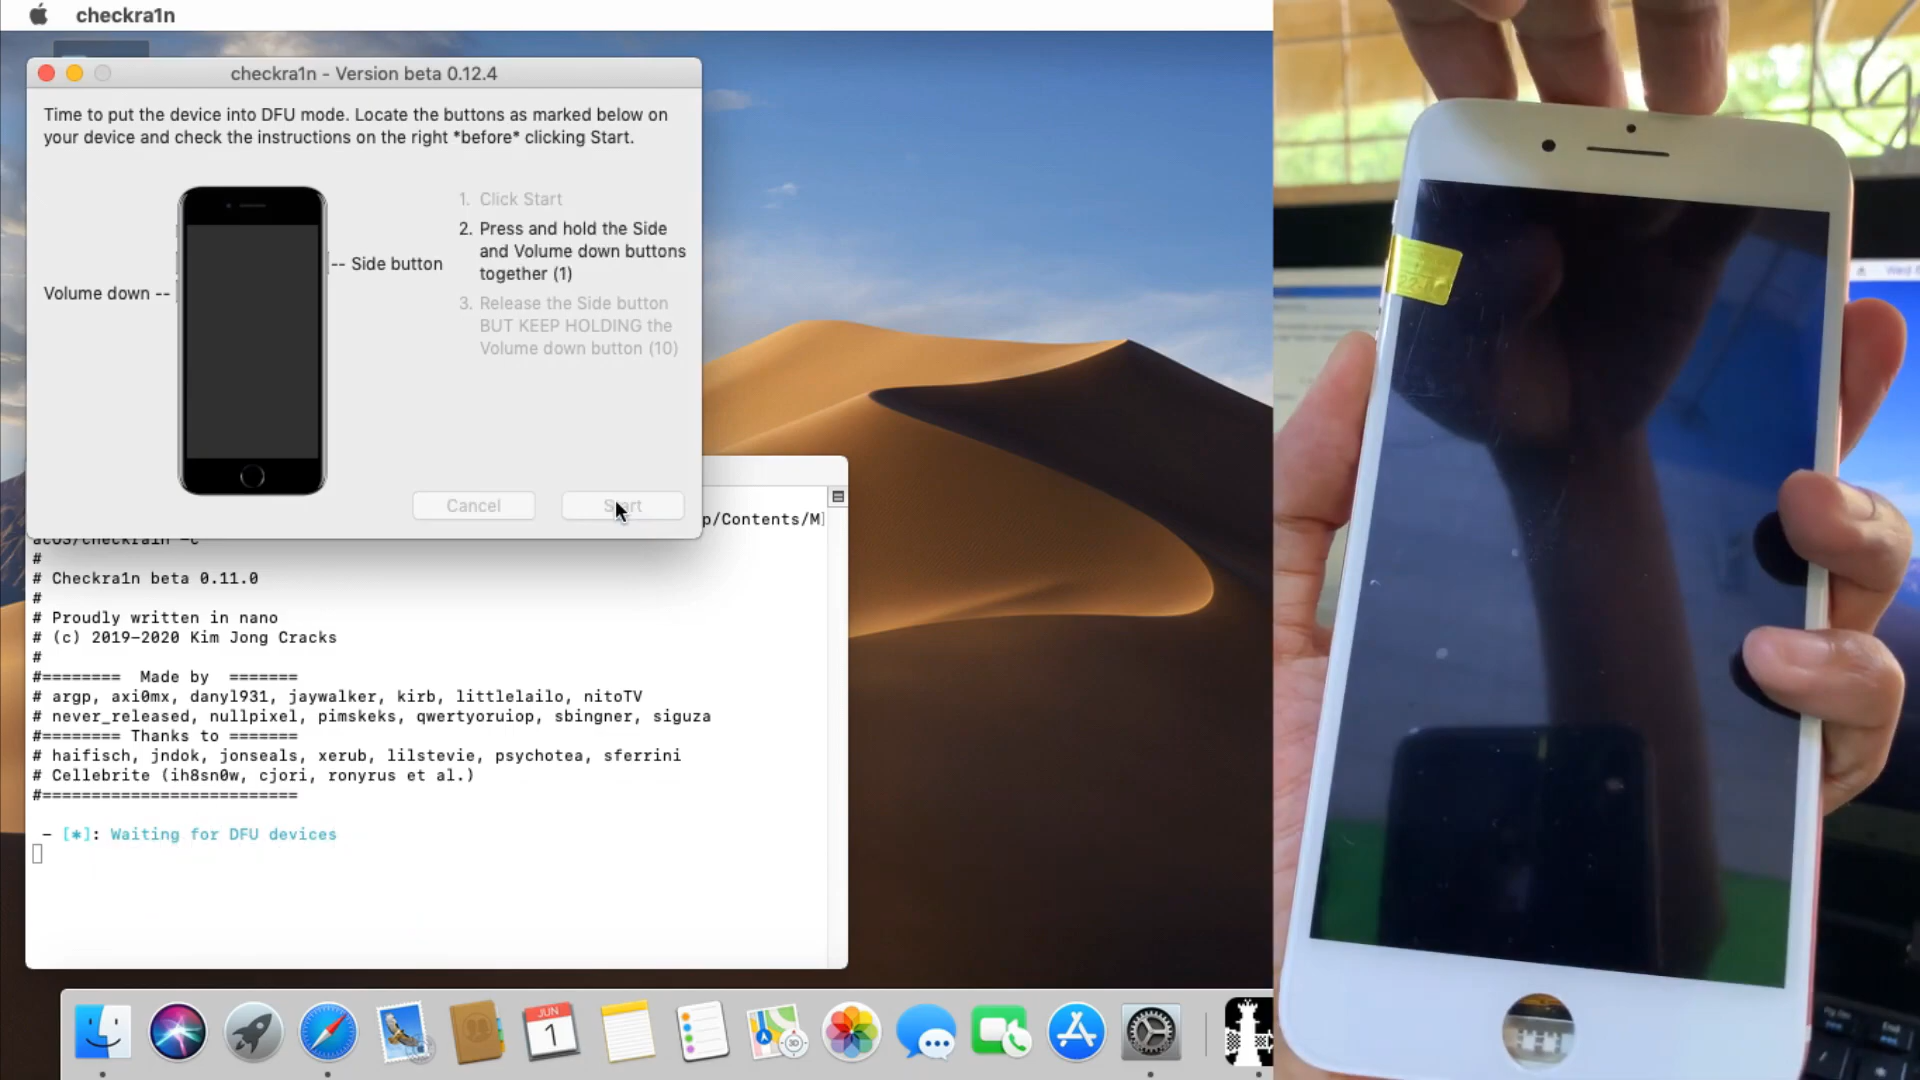 checkra1n
checkra1n - Version beta 0.12.4
Time to put the device into DFU mode. Locate the buttons as marked below on
your device and check the instructions on the right *before* clicking Start.
1. Click Start
2. Press and hold the Side
and Volume down buttons
together (1)
3. Release the Side button
BUT KEEP HOLDING the
Volume down button (10)
-- Side button
Volume down --
Cancel
Start
p/Contents/M
acOS/checkra1n -c
#
# Checkra1n beta 0.11.0
#
# Proudly written in nano
# (c) 2019-2020 Kim Jong Cracks
#
#======== Made by =======
# argp, axi0mx, danyl931, jaywalker, kirb, littlelailo, nitoTV
# never_released, nullpixel, pimskeks, qwertyoruiop, sbingner, siguza
#======== Thanks to =======
# haifisch, jndok, jonseals, xerub, lilstevie, psychotea, sferrini
# Cellebrite (ih8sn0w, cjori, ronyrus et al.)
#==========================
- [*]: Waiting for DFU devices
JUN
1
3D
Wed
End